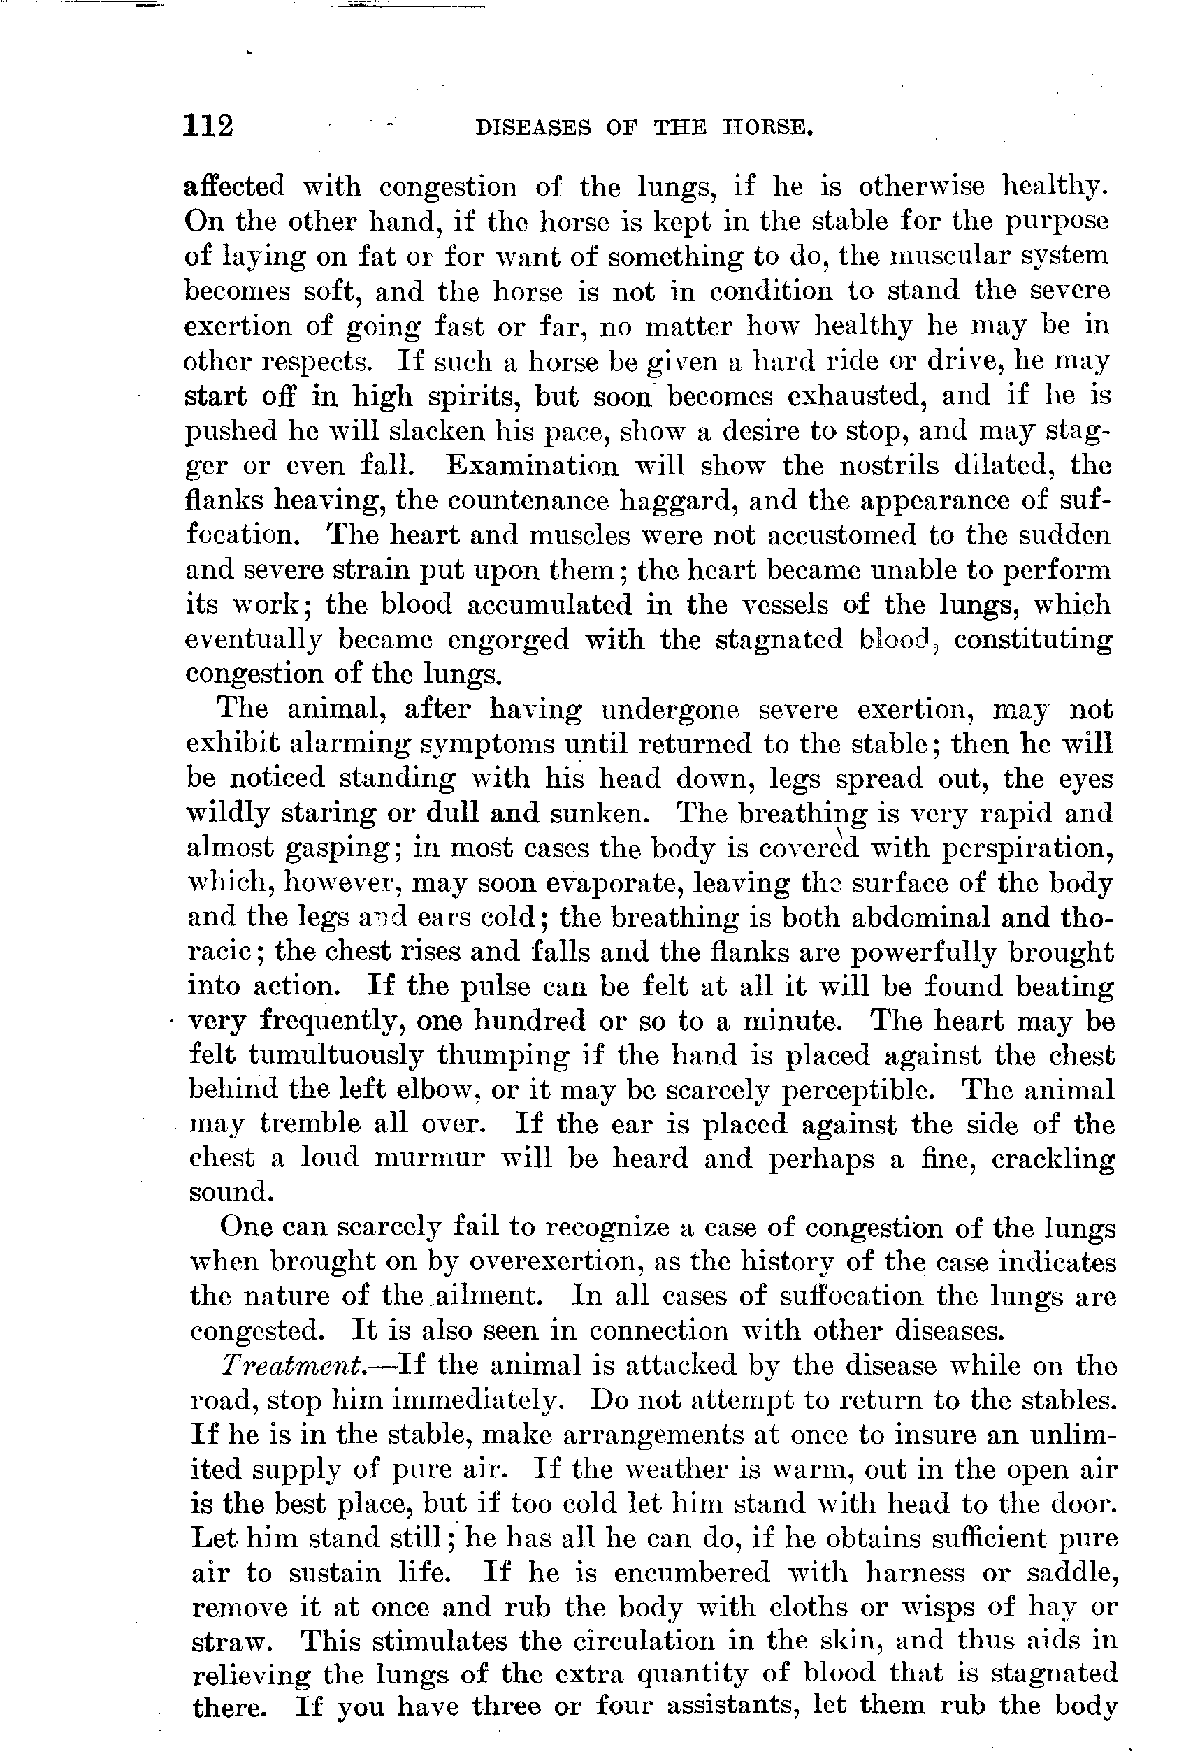 112 DISEASES OF THE HORSE.
affected with congestion of the lungs, if he is otherwise healthy.
On the other hand, if the horse is kept in the stable for the purpose
of laying on fat or for want of something to do, the muscular system
becomes soft, and the horse is not in condition to stand the severe
exertion of going fast or far, no matter how healthy he may be in
other respects. If such a horse be given a hard ride or drive, he may
start off in high spirits, but soon becomes exhausted, and if he is
pushed he will slacken his pace, show a desire to stop, and may stag-
ger or even fall. Examination will show the nostrils dilated, the
flanks heaving, the countenance haggard, and the appearance of suf-
focation. The heart and muscles were not accustomed to the sudden
and severe strain put upon them; the heart became unable to perform
its work; the blood accumulated in the vessels of the lungs, which
eventually became engorged with the stagnated blood, constituting
congestion of the lungs.
The animal, after having undergone severe exertion, may not
exhibit alarming symptoms until returned to the stable; then he will
be noticed standing with his head down, legs spread out, the eyes
wildly staring or dull and sunken. The breathing is very rapid and
almost gasping; in most cases the body is covered with perspiration,
which, however, may soon evaporate, leaving the surface of the body
and the legs and ears cold; the breathing is both abdominal and tho-
racic; the chest rises and falls and the flanks are powerfully brought
into action. If the pulse can be felt at all it will be found beating
very frequently, one hundred or so to a minute. The heart may be
felt tumultuously thumping if the hand is placed against the chest
behind the left elbow, or it may be scarcely perceptible. The animal
may tremble all over. If the ear is placed against the side of the
chest a loud murmur will be heard and perhaps a fine, crackling
sound.
One can scarcely fail to recognize a case of congestion of the lungs
when brought on by overexertion, as the history of the case indicates
the nature of the ailment. In all cases of suffocation the lungs are
congested. It is also seen in connection with other diseases.
Treatment.—If the animal is attacked by the disease while on the
road, stop him immediately. Do not attempt to return to the stables.
If he is in the stable, make arrangements at once to insure an unlim-
ited supply of pure air. If the weather is warm, out in the open air
is the best place, but if too cold let him stand with head to the door.
Let him stand still; he has all he can do, if he obtains sufficient pure
air to sustain life. If he is encumbered with harness or saddle,
remove it at once and rub the body with cloths or wisps of hay or
straw. This stimulates the circulation in the skin, and thus aids in
relieving the lungs of the extra quantity of blood that is stagnated
there. If you have three or four assistants, let them rub the body